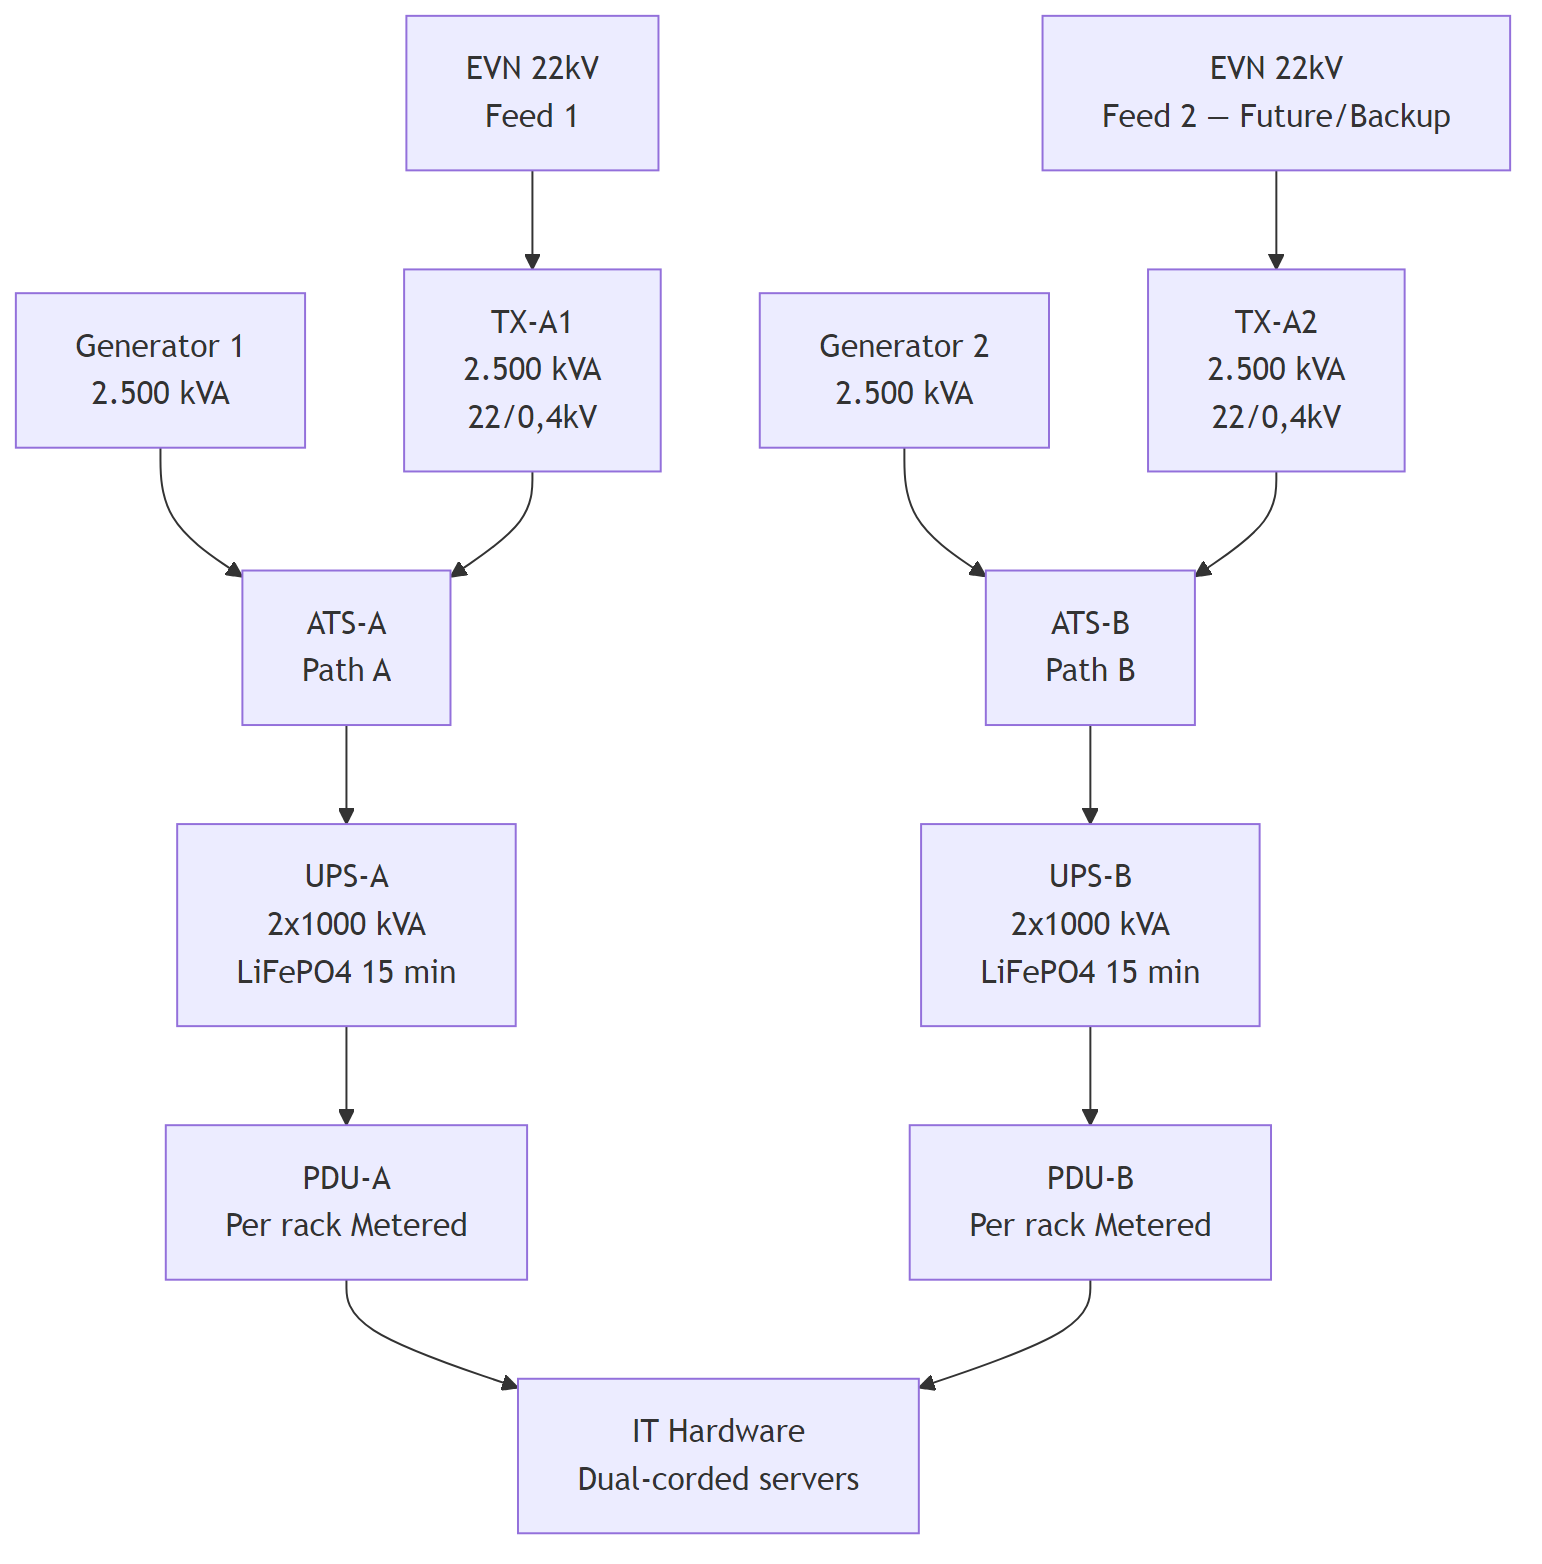 EVN 22kV
Feed 1
EVN 22kV
Feed 2 — Future/Backup
Generator 1
2.500 kVA
TX-A1
2.500 kVA
22/0,4kV
Generator 2
2.500 kVA
TX-A2
2.500 kVA
22/0,4kV
ATS-A
Path A
ATS-B
Path B
UPS-A
2x1000 kVA
LiFePO4 15 min
UPS-B
2x1000 kVA
LiFePO4 15 min
PDU-A
Per rack Metered
PDU-B
Per rack Metered
IT Hardware
Dual-corded servers